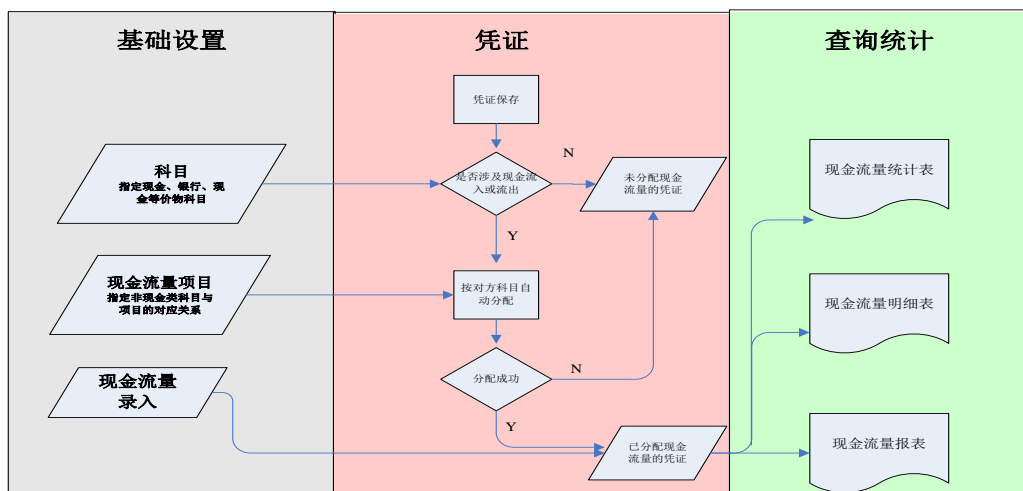 基础设置
凭证
查询统计
凭证保存
科目
指定现金、银行、现
金等价物科目
是否涉及现金流
入或流出
N
未分配现金
流量的凭证
现金流量统计表
Y
现金流量项目
指定非现金类科目与
项目的对应关系
按对方科目自
动分配
现金流量明细表
现金流量
录入
分配成功
N
Y
已分配现金
流量的凭证
现金流量报表